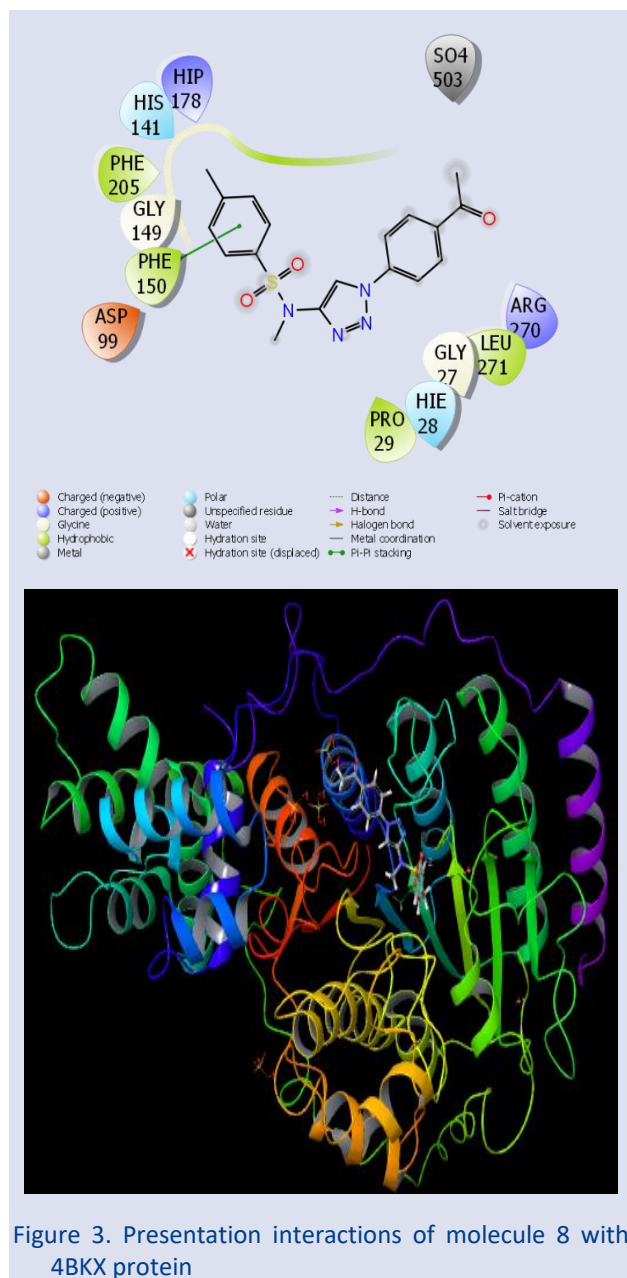 SO4
503
HIP
178
HIS
141
PHE
205
GLY
149
PHE
150
ASP
99
O
O
S
N
N
N
N
O
ARG
270
LEU
271
GLY
27
HIE
28
PRO
29
Charged (negative) Polar Distance Pi-cation
Charged (positive) Unspecified residue H-bond Salt bridge
Glycine Water Halogen bond Solvent exposure
Hydrophobic Hydration site Metal coordination
Metal Hydration site (displaced) Pi-Pi stacking
Figure 3. Presentation interactions of molecule 8 with
4BKX protein